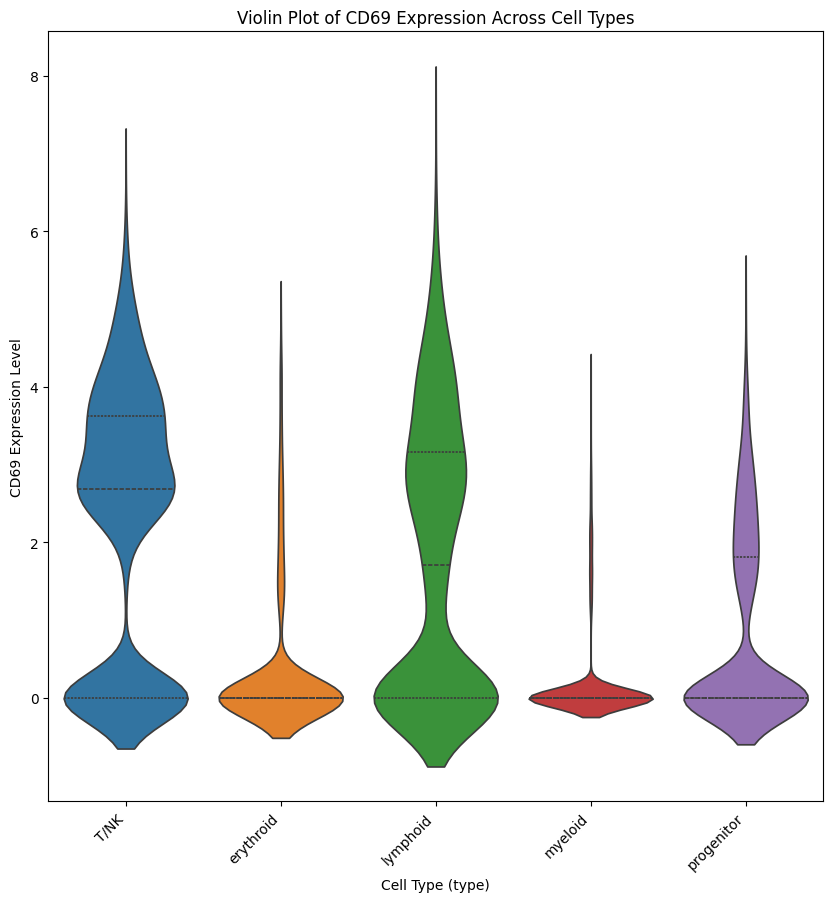 Violin Plot of CD69 Expression Across Cell Types
CD69 Expression Level
8
6
4
2
0
T/NK
erythroid
lymphoid
myeloid
progenitor
Cell Type (type)